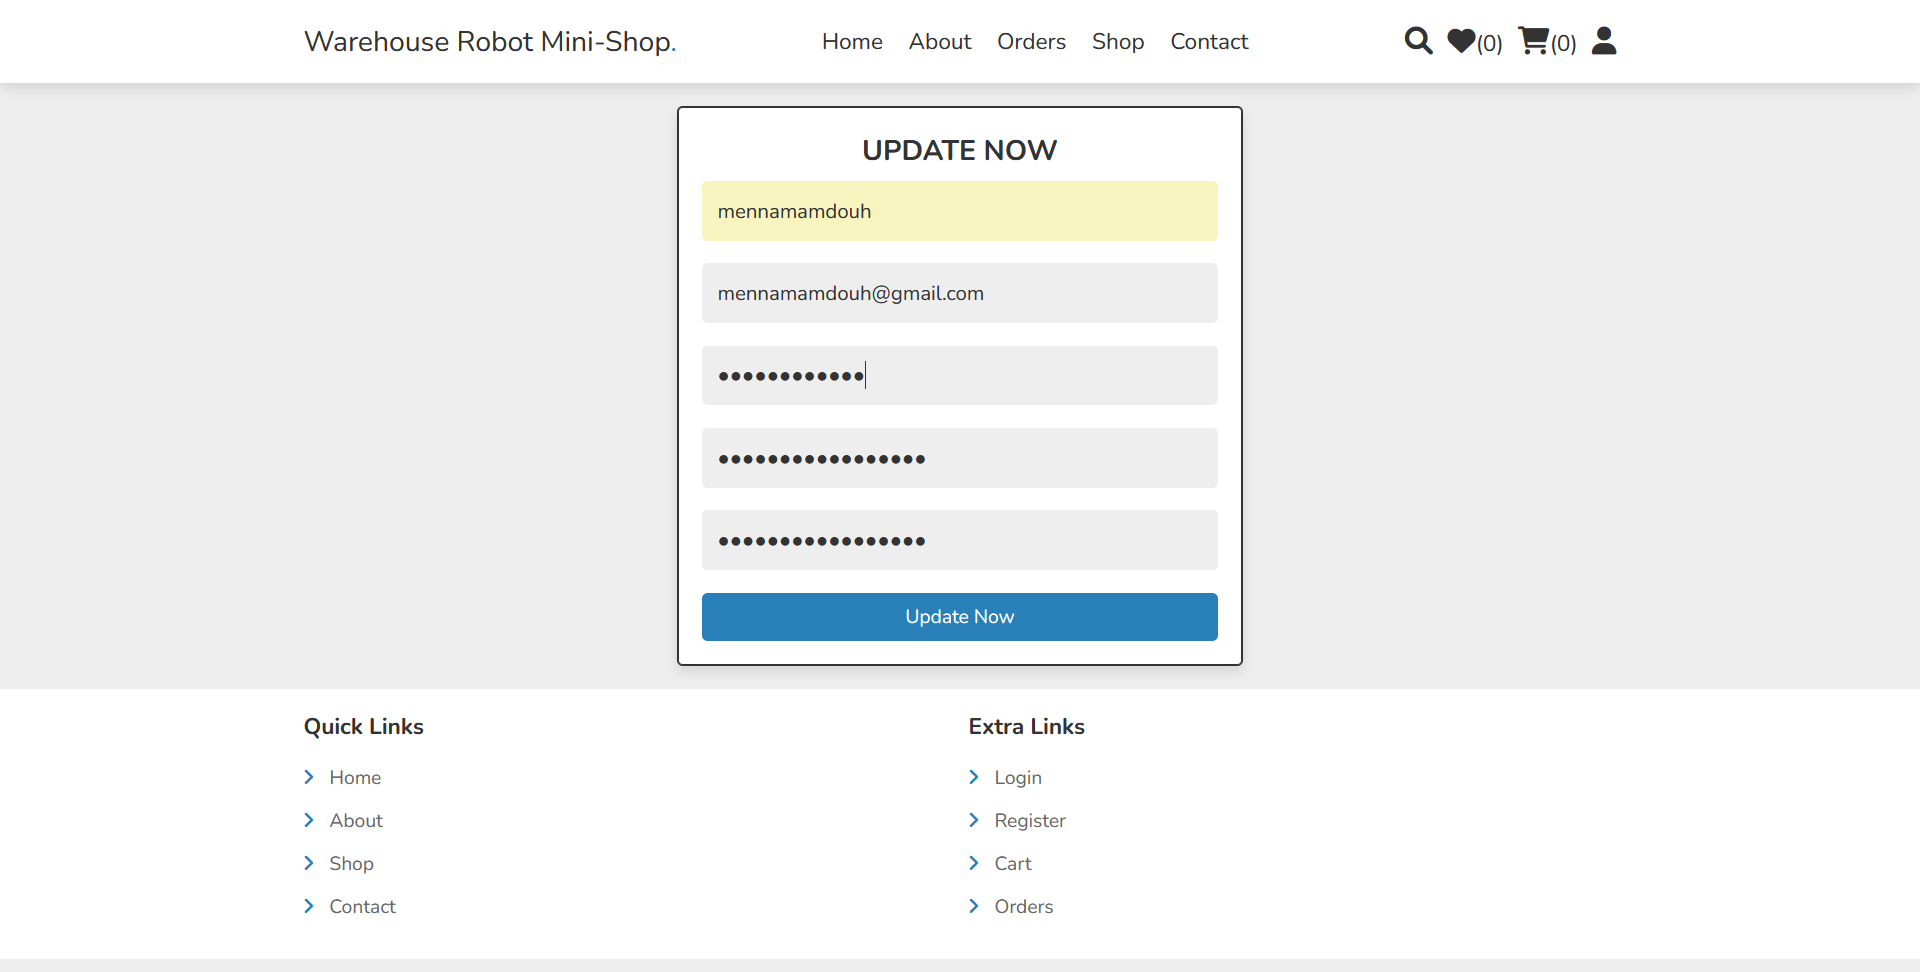 Warehouse Robot Mini-Shop.
Home About Orders Shop Contact
(0) (0)
UPDATE NOW
mennamamdouh
mennamamdouh@gmail.com
••••••••••••
•••••••••••••••••
•••••••••••••••••
Update Now
Quick Links
Home
About
Shop
Contact
Extra Links
Login
Register
Cart
Orders